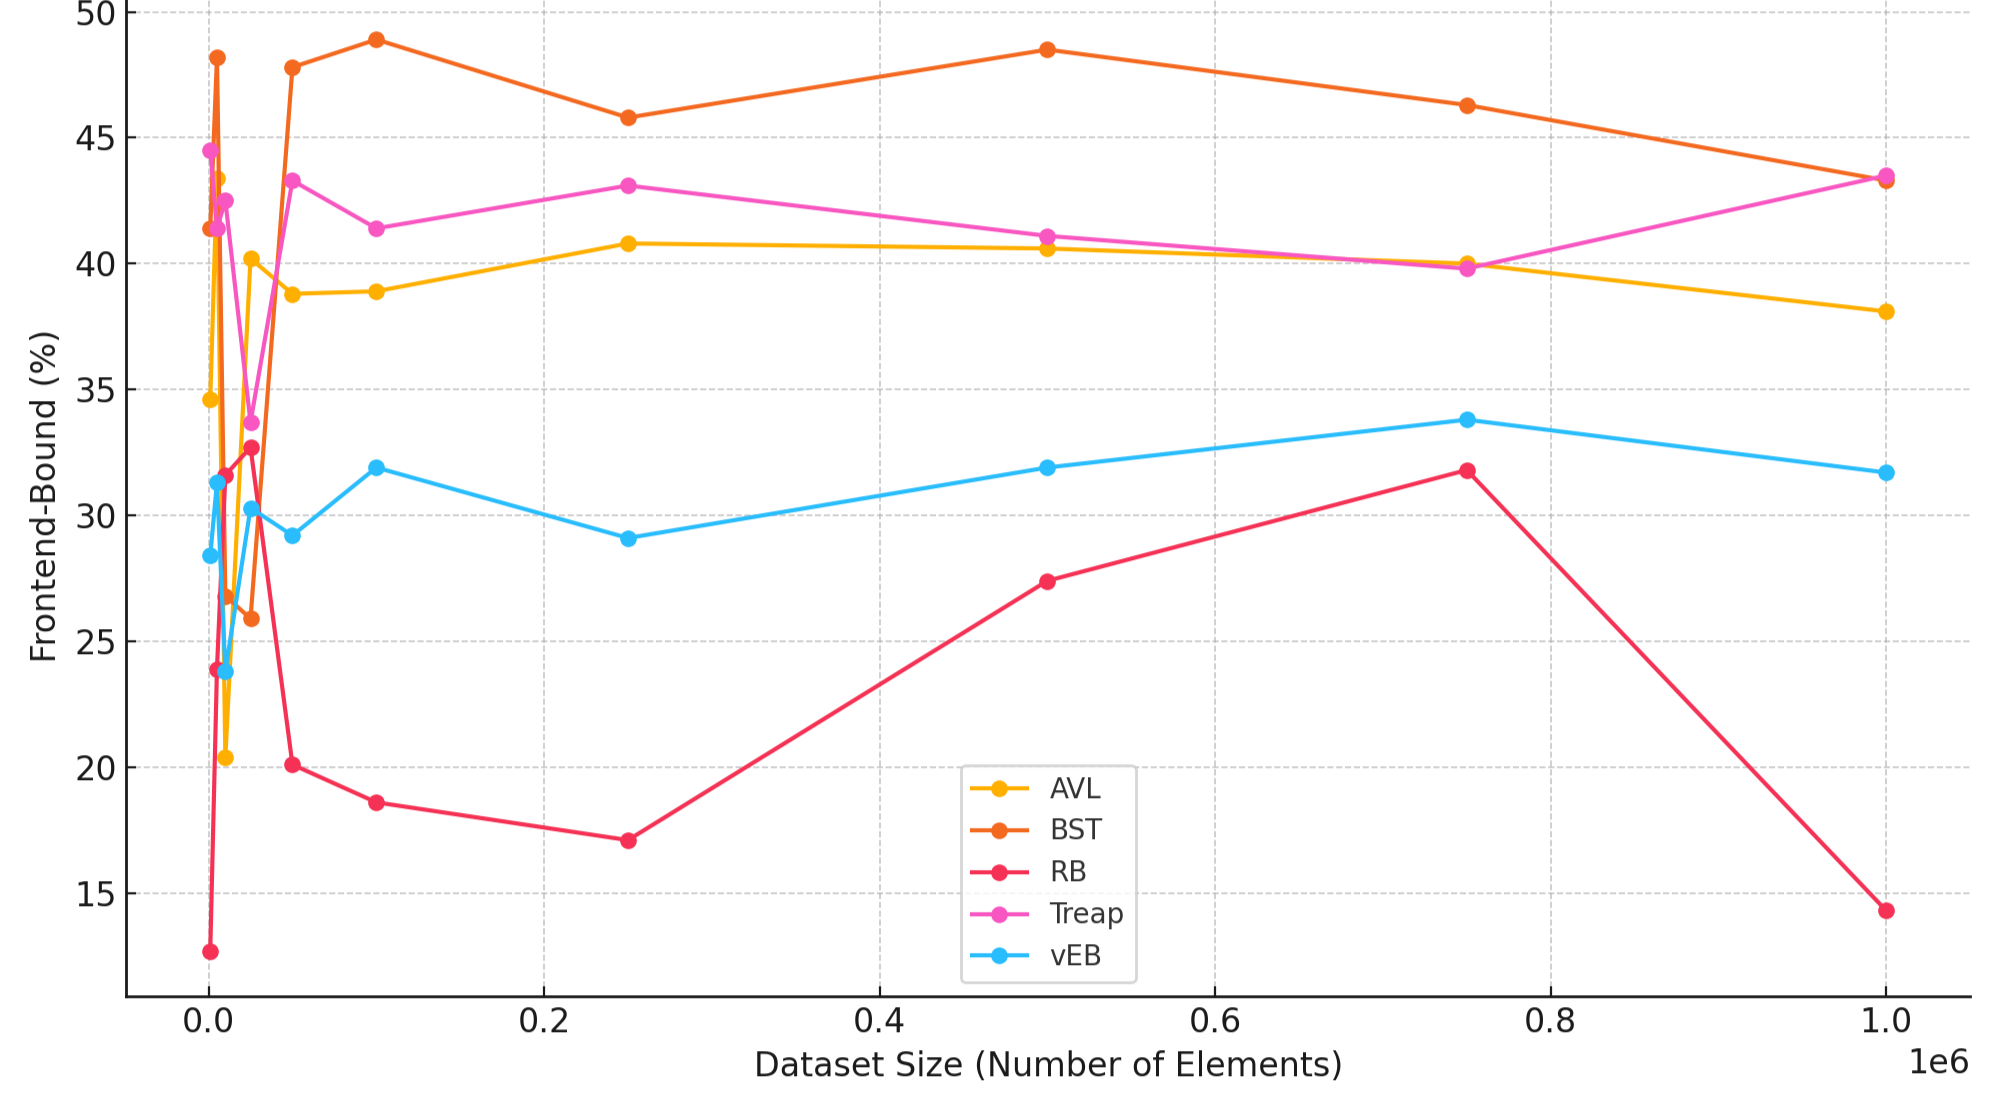 50
45
40
35
30
25
20
15
Frontend-Bound (%)
AVL
BST
RB
Treap
vEB
0.0 0.2 0.4 0.6 0.8 1.0
1e6
Dataset Size (Number of Elements)